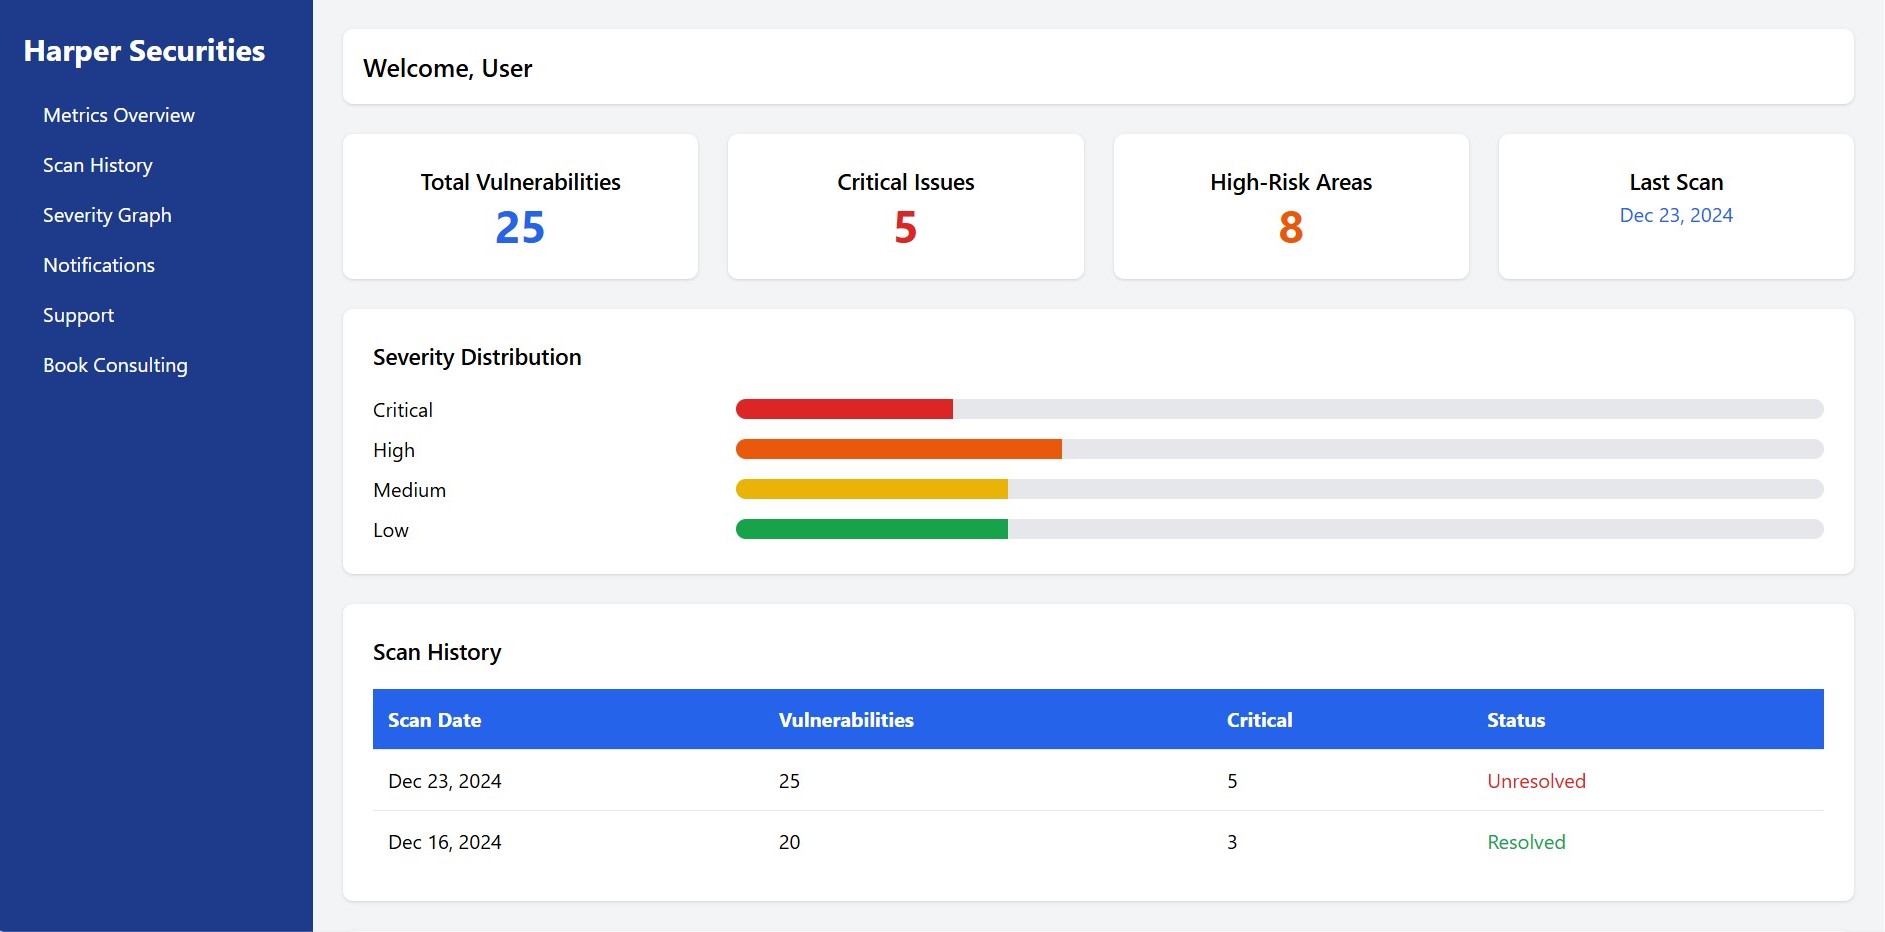 Harper Securities
Metrics Overview
Scan History
Severity Graph
Notifications
Support
Book Consulting
Welcome, User
Total Vulnerabilities
25
Critical Issues
5
High-Risk Areas
8
Last Scan
Dec 23, 2024
Severity Distribution
Critical
High
Medium
Low
Scan History
Scan Date Vulnerabilities Critical Status
Dec 23, 2024 25 5 Unresolved
Dec 16, 2024 20 3 Resolved